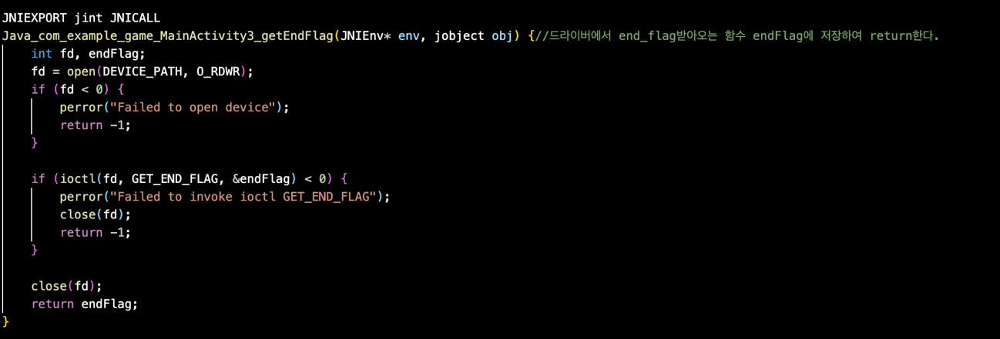 JNIEXPORT jint JNICALL
Java_com_example_game_MainActivity3_getEndFlag(JNIEnv* env, jobject obj) {//드라이버에서 end_flag받아오는 함수 endFlag에 저장하여 return한다.
    int fd, endFlag;
    fd = open(DEVICE_PATH, O_RDWR);
    if (fd < 0) {
        perror("Failed to open device");
        return -1;
    }
    if (ioctl(fd, GET_END_FLAG, &endFlag) < 0) {
        perror("Failed to invoke ioctl GET_END_FLAG");
        close(fd);
        return -1;
    }
    close(fd);
    return endFlag;
}